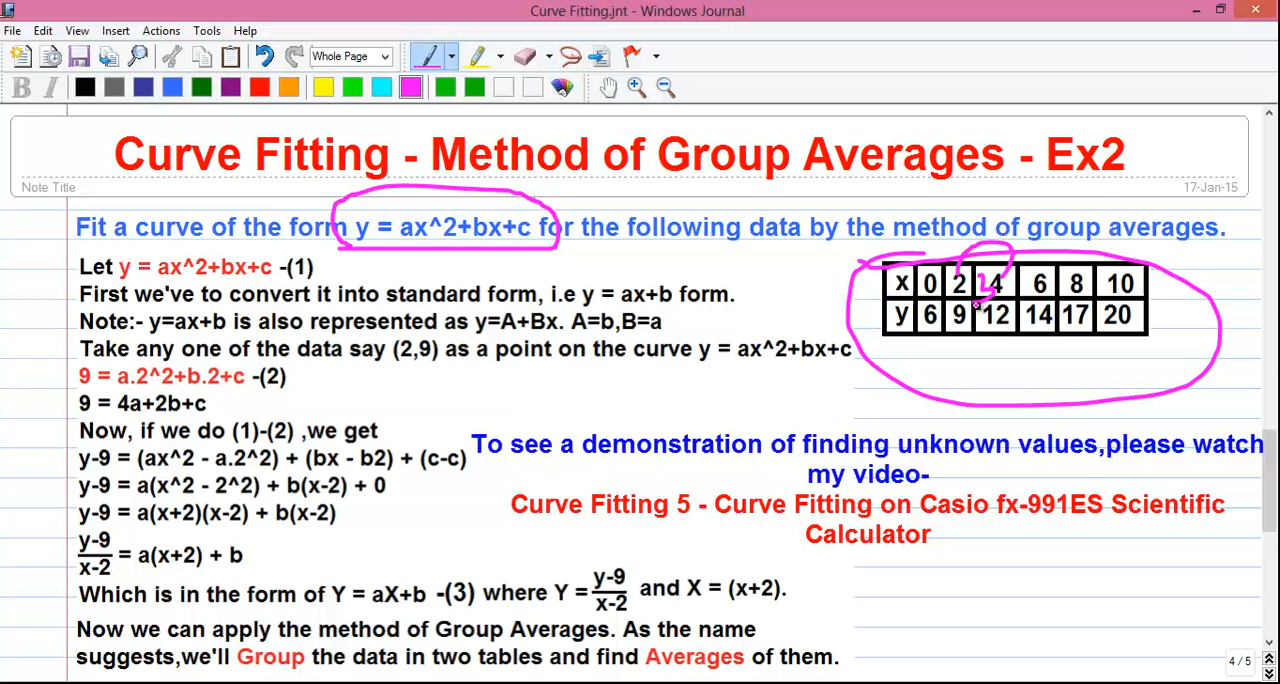 Curve Fitting.jnt - Windows Journal
File Edit View Insert Actions Tools Help
Whole Page
B I
Curve Fitting - Method of Group Averages - Ex2
Note Title
17-Jan-15
Fit a curve of the form y = ax^2+bx+c for the following data by the method of group averages.
Let y = ax^2+bx+c -(1)
First we've to convert it into standard form, i.e y = ax+b form.
Note:- y=ax+b is also represented as y=A+Bx. A=b,B=a
Take any one of the data say (2,9) as a point on the curve y = ax^2+bx+c
9 = a.2^2+b.2+c -(2)
9 = 4a+2b+c
Now, if we do (1)-(2) ,we get
y-9 = (ax^2 - a.2^2) + (bx - b2) + (c-c)
y-9 = a(x^2 - 2^2) + b(x-2) + 0
y-9 = a(x+2)(x-2) + b(x-2)
y-9
x-2 = a(x+2) + b
Which is in the form of Y = aX+b -(3) where Y = y-9
x-2 and X = (x+2).
Now we can apply the method of Group Averages. As the name
suggests,we'll Group the data in two tables and find Averages of them.
x 0 2 4 6 8 10
3
y 6 9 12 14 17 20
To see a demonstration of finding unknown values,please watch
my video-
Curve Fitting 5 - Curve Fitting on Casio fx-991ES Scientific
Calculator
4 / 5